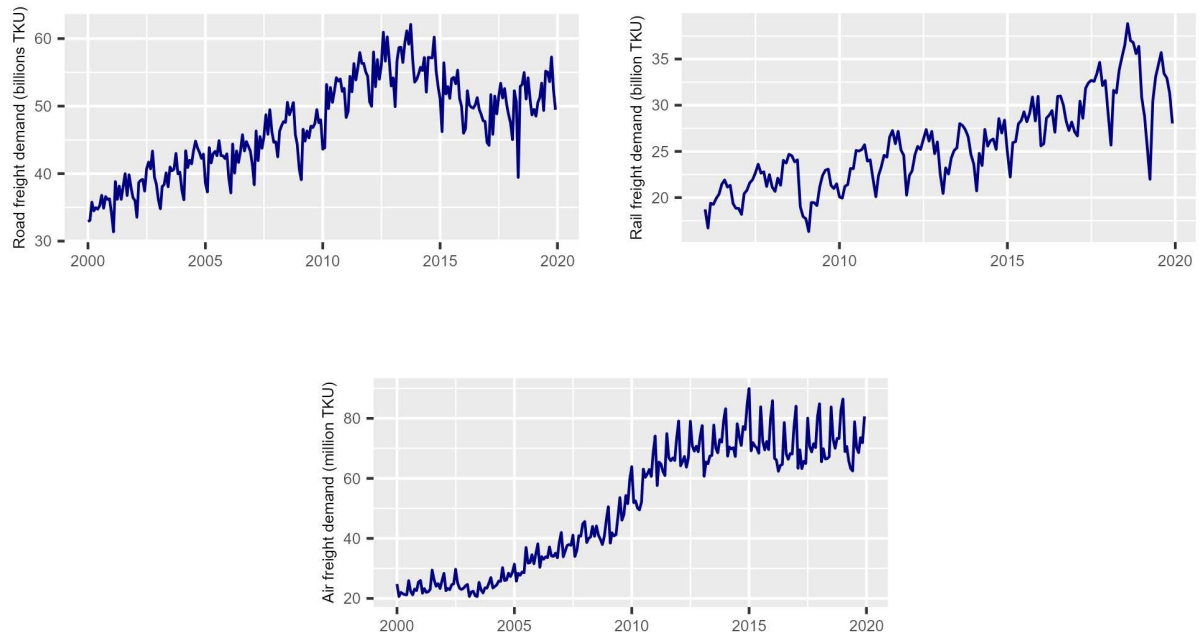 Road freight demand (billions TKU)
60
50
40
30
2000 2005 2010 2015 2020
Rail freight demand (billion TKU)
35
30
25
20
2010 2015 2020
Air freight demand (million TKU)
80
60
40
20
2000 2005 2010 2015 2020